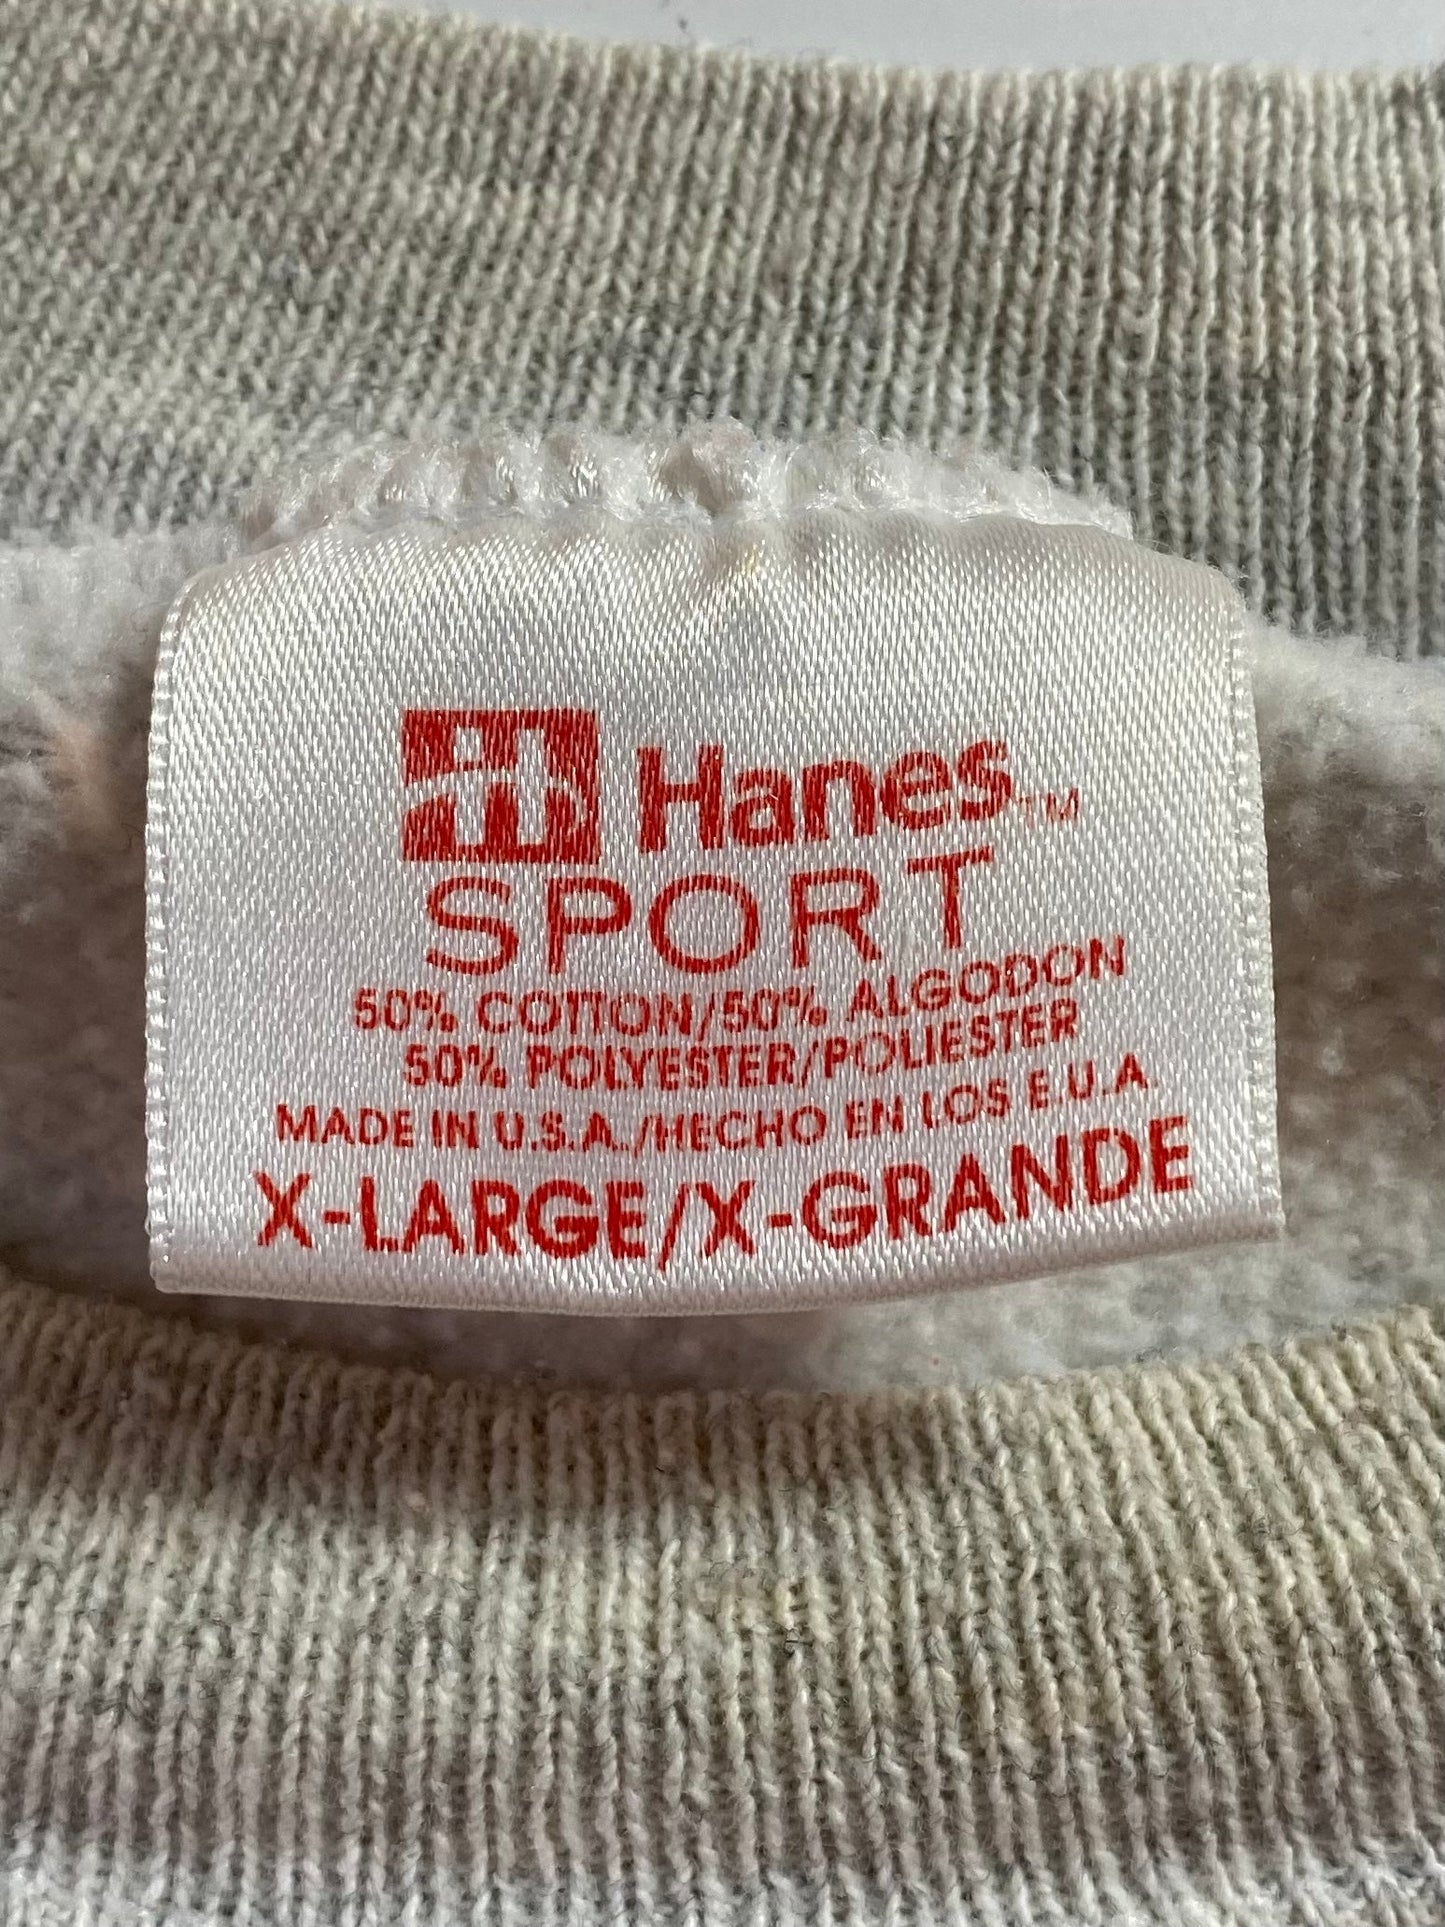 Hanes™
SPORT
50% COTTON/50% ALGODON
50% POLYESTER/POLIESTER
MADE IN U.S.A./HECHO EN LOS E.U.A.
X-LARGE/X-GRANDE